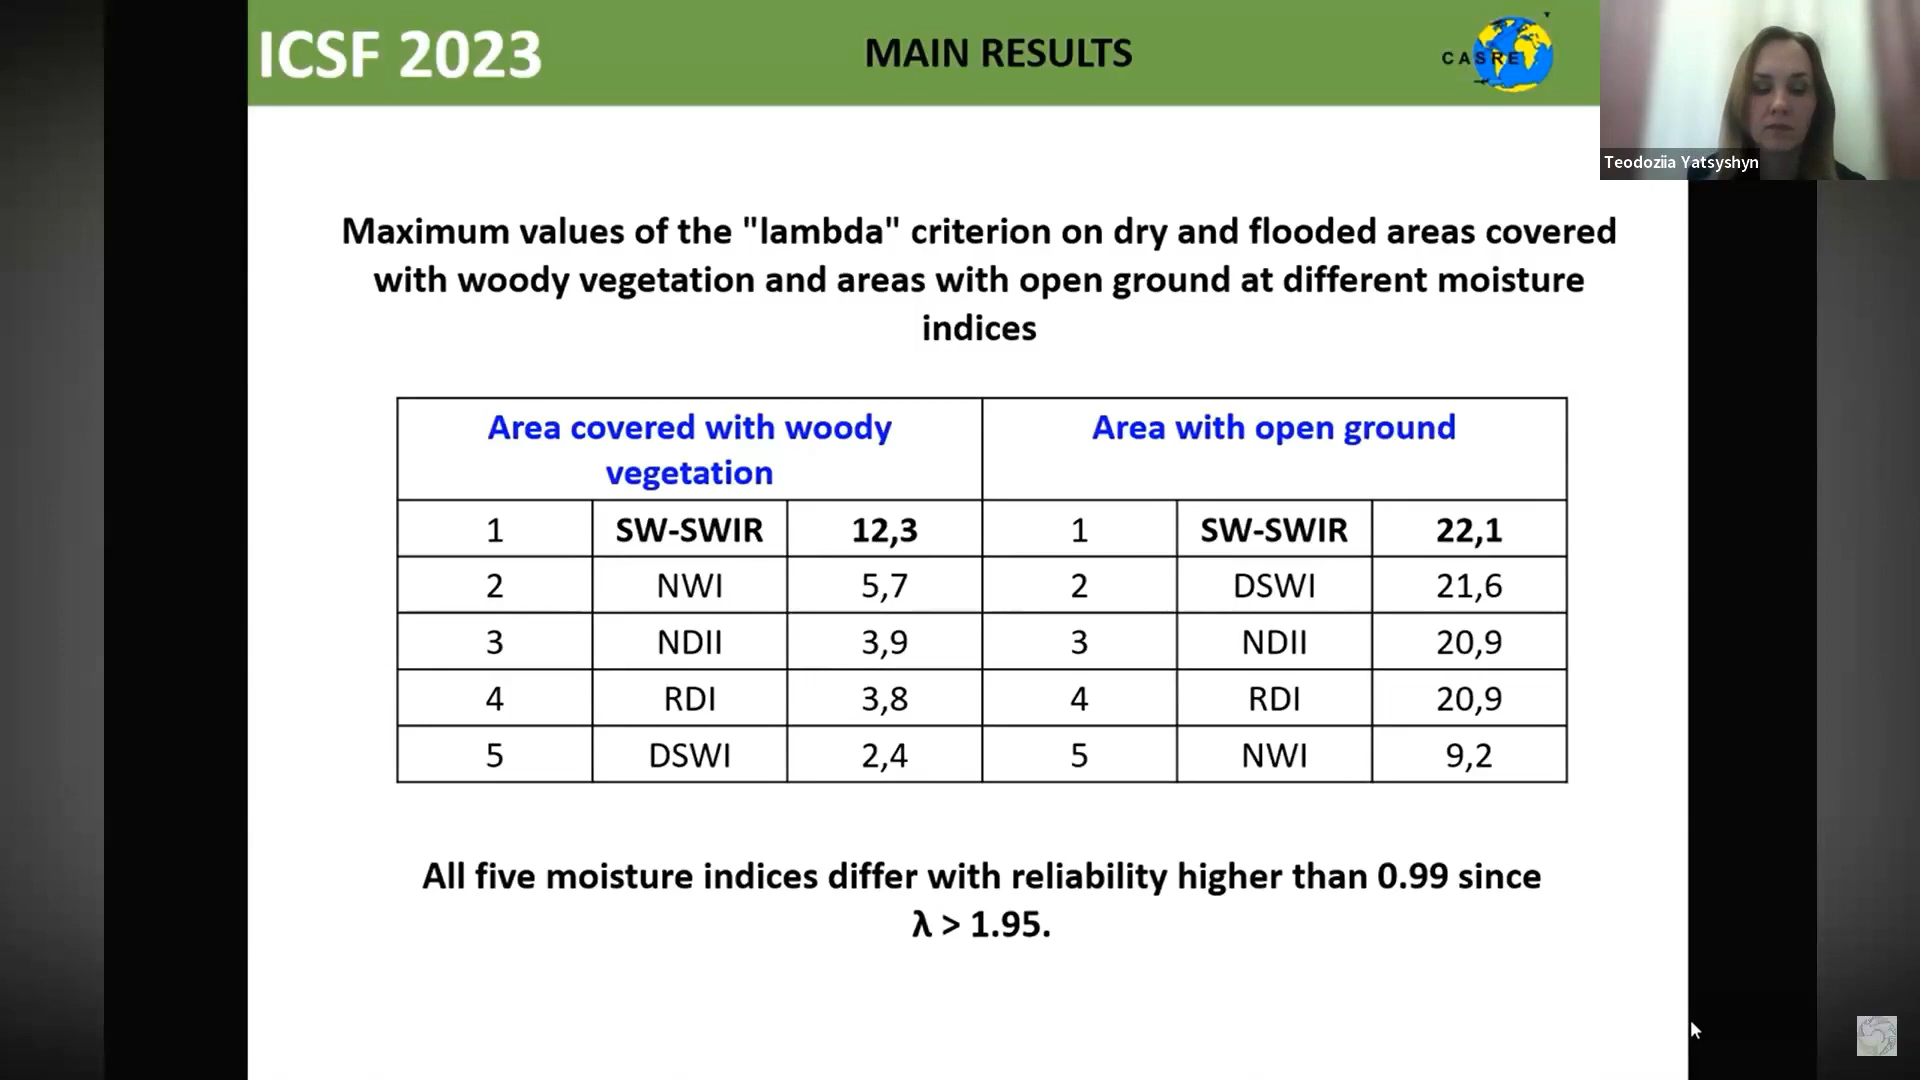 ICSF 2023
MAIN RESULTS
CASRE
Teodoziia Yatsyshyn
Maximum values of the "lambda" criterion on dry and flooded areas covered
with woody vegetation and areas with open ground at different moisture
indices
Area covered with woody
vegetation
Area with open ground
1 SW-SWIR 12,3 1 SW-SWIR 22,1
2 NWI 5,7 2 DSWI 21,6
3 NDII 3,9 3 NDII 20,9
4 RDI 3,8 4 RDI 20,9
5 DSWI 2,4 5 NWI 9,2
All five moisture indices differ with reliability higher than 0.99 since
λ > 1.95.